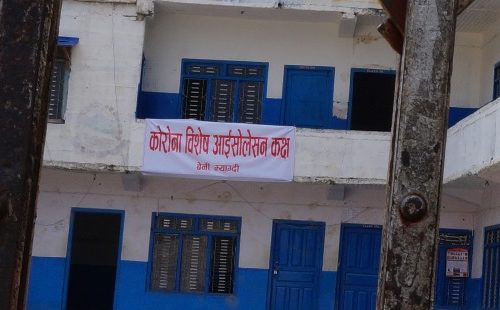 कोरोना विशेष आईसोलेसन कक्ष
वेनी म्याग्दी